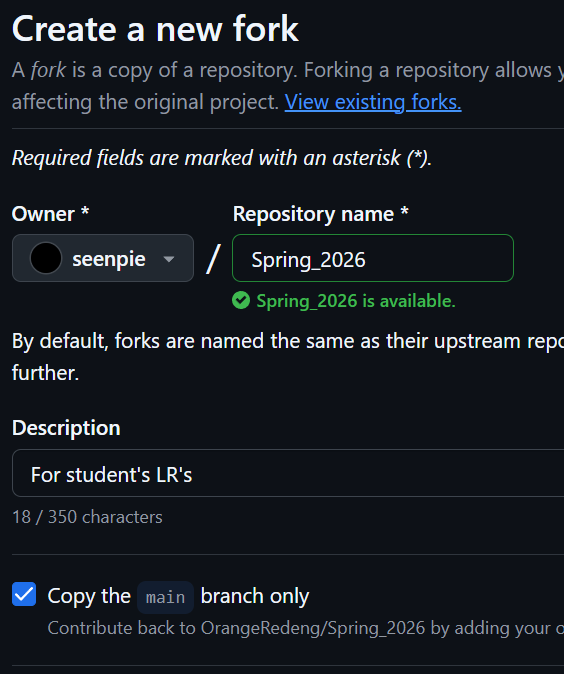 Create a new fork
A fork is a copy of a repository. Forking a repository allows
affecting the original project. View existing forks.
Required fields are marked with an asterisk (*).
Owner *
Repository name *
seenpie
/
Spring_2026
Spring_2026 is available.
By default, forks are named the same as their upstream repo
further.
Description
For student's LR's
18 / 350 characters
Copy the main branch only
Contribute back to OrangeRedeng/Spring_2026 by adding your